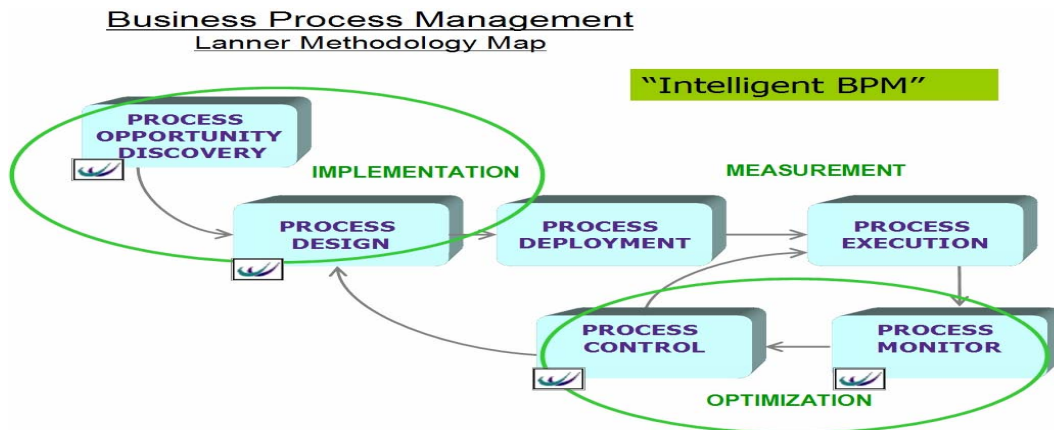 Business Process Management
Lanner Methodology Map
“Intelligent BPM”
PROCESS
OPPORTUNITY
DISCOVERY
IMPLEMENTATION
MEASUREMENT
PROCESS
DESIGN
PROCESS
DEPLOYMENT
PROCESS
EXECUTION
PROCESS
CONTROL
PROCESS
MONITOR
OPTIMIZATION